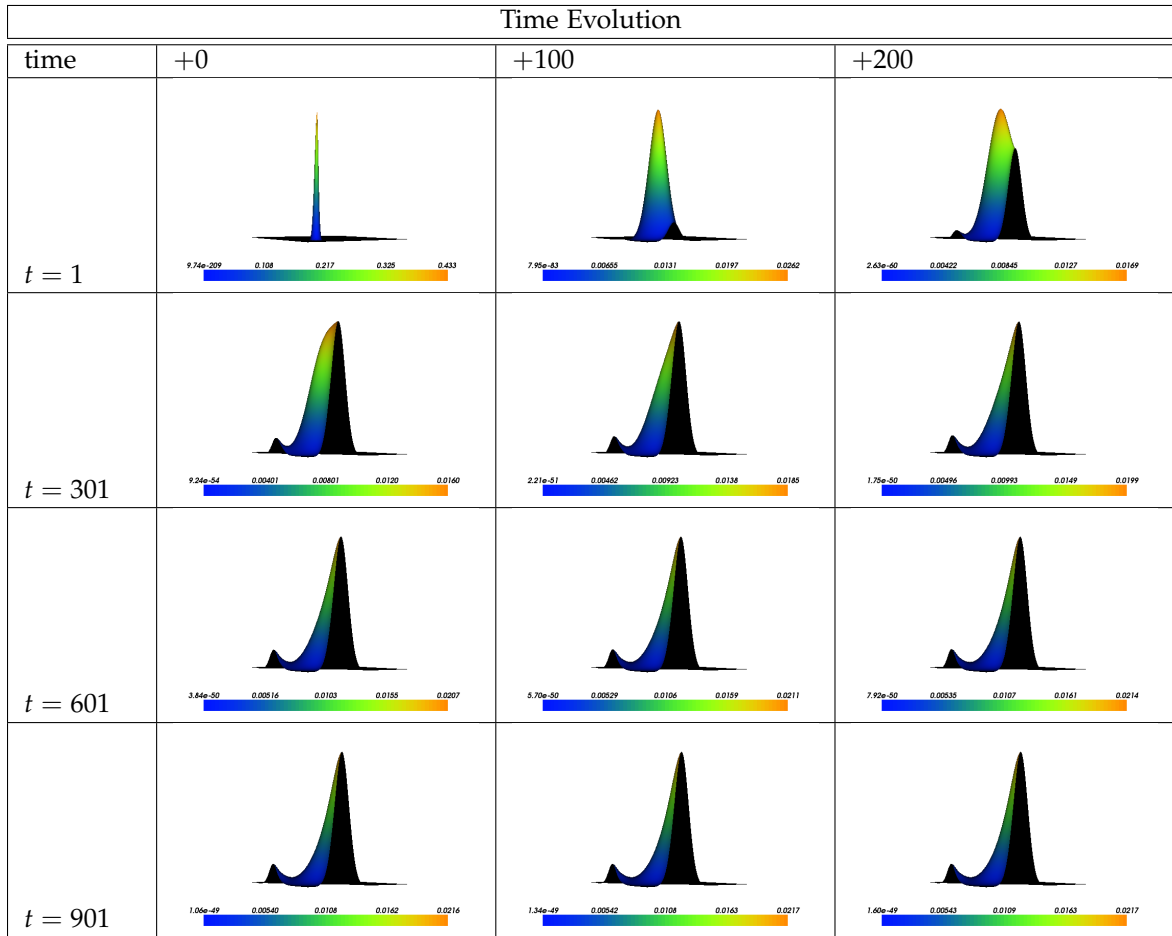 Time Evolution
time +0 +100 +200
t = 1
9.74e-209 0.108 0.217 0.325 0.433
7.95e-83 0.00655 0.0131 0.0197 0.0262
2.63e-60 0.00422 0.00845 0.0127 0.0169
t = 301
9.24e-54 0.00401 0.00801 0.0120 0.0160
2.21e-51 0.00462 0.00923 0.0138 0.0185
1.75e-50 0.00496 0.00993 0.0149 0.0199
t = 601
3.84e-50 0.00516 0.0103 0.0155 0.0207
5.70e-50 0.00529 0.0106 0.0159 0.0211
7.92e-50 0.00535 0.0107 0.0161 0.0214
t = 901
1.06e-49 0.00540 0.0108 0.0162 0.0216
1.34e-49 0.00542 0.0108 0.0163 0.0217
1.60e-49 0.00543 0.0109 0.0163 0.0217